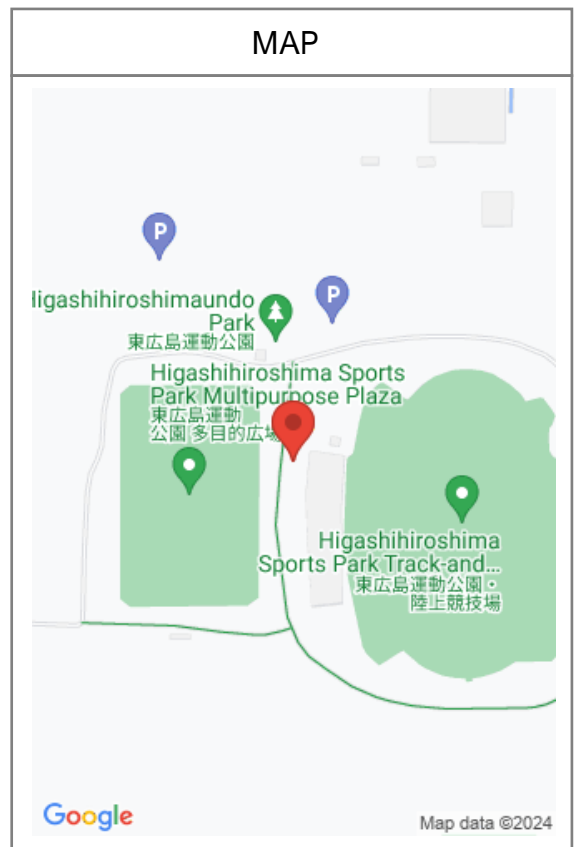 MAP
P
P
Higashihiroshimaundo
Park
東広島運動公園
Higashihiroshima Sports
Park Multipurpose Plaza
東広島運動
公園 多目的広場
Higashihiroshima
Sports Park Track-and...
東広島運動公園・
陸上競技場
Google
Map data ©2024